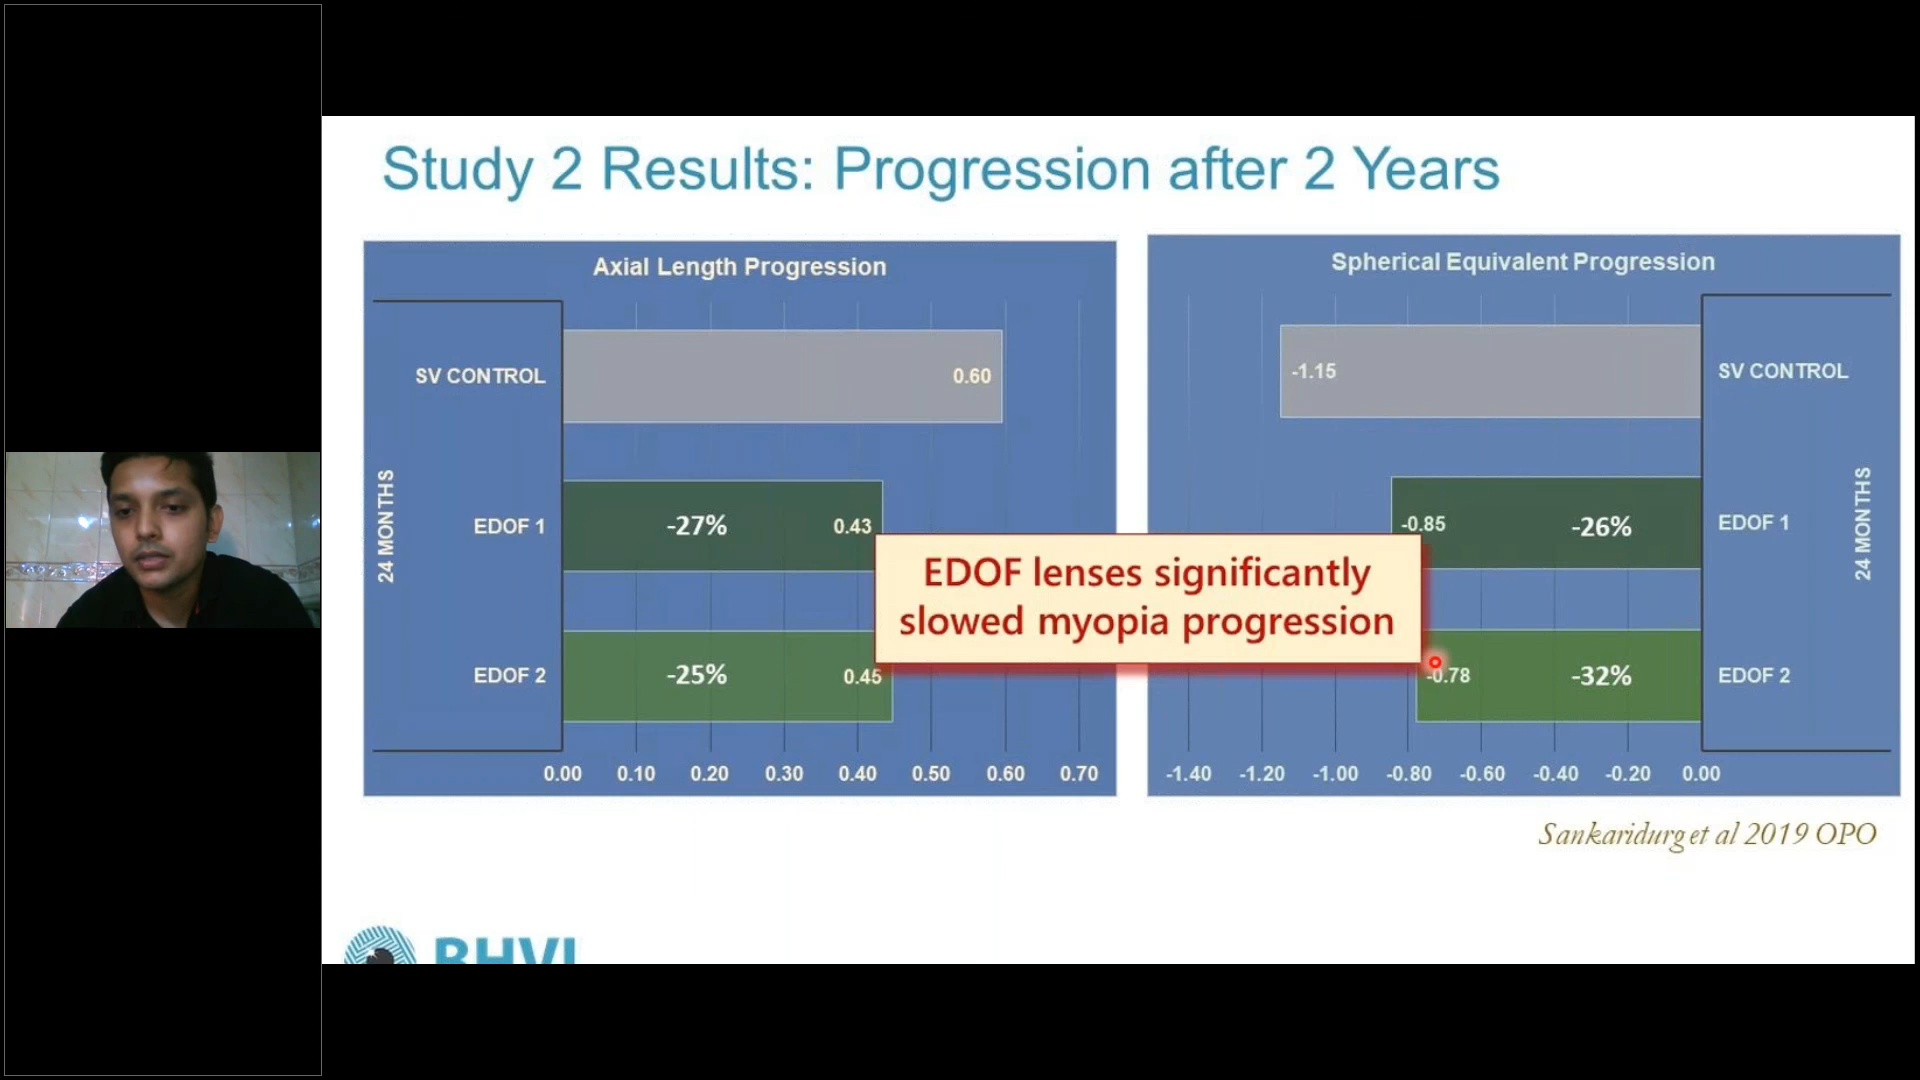 Study 2 Results: Progression after 2 Years
Axial Length Progression
24 MONTHS
SV CONTROL
0.60
EDOF 1
-27%
0.43
EDOF 2
-25%
0.45
0.00 0.10 0.20 0.30 0.40 0.50 0.60 0.70
EDOF lenses significantly
slowed myopia progression
Spherical Equivalent Progression
-1.15
SV CONTROL
-0.85
-26%
EDOF 1
-0.78
-32%
EDOF 2
24 MONTHS
-1.40 -1.20 -1.00 -0.80 -0.60 -0.40 -0.20 0.00
Sankaridurg et al 2019 OPO
BHVI